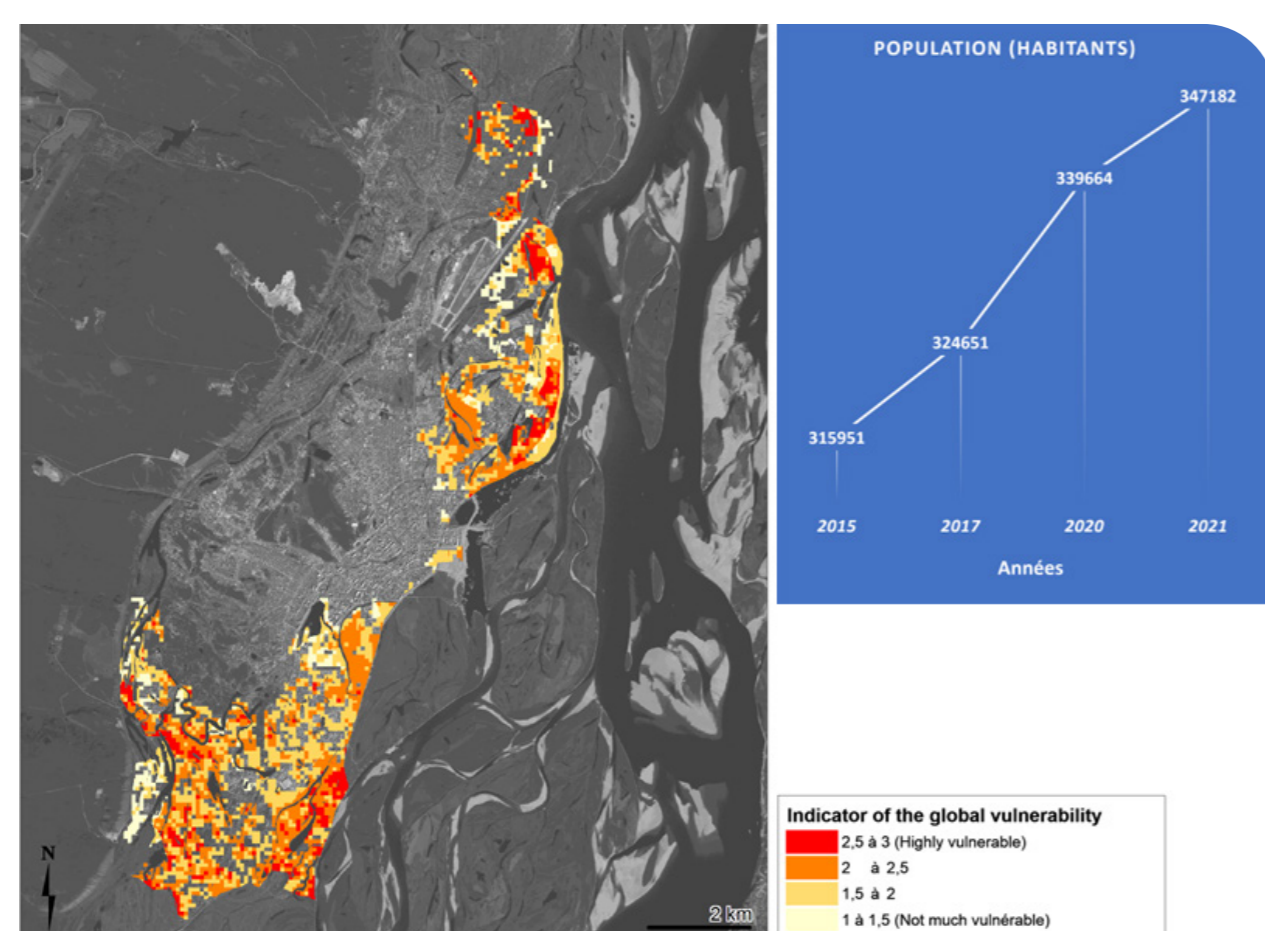 POPULATION (HABITANTS)
347182
339664
324651
315951
2015 2017 2020 2021
Années
Indicator of the global vulnerability
2,5 à 3 (Highly vulnerable)
2 à 2,5
1,5 à 2
1 à 1,5 (Not much vulnérable)
N
2 km